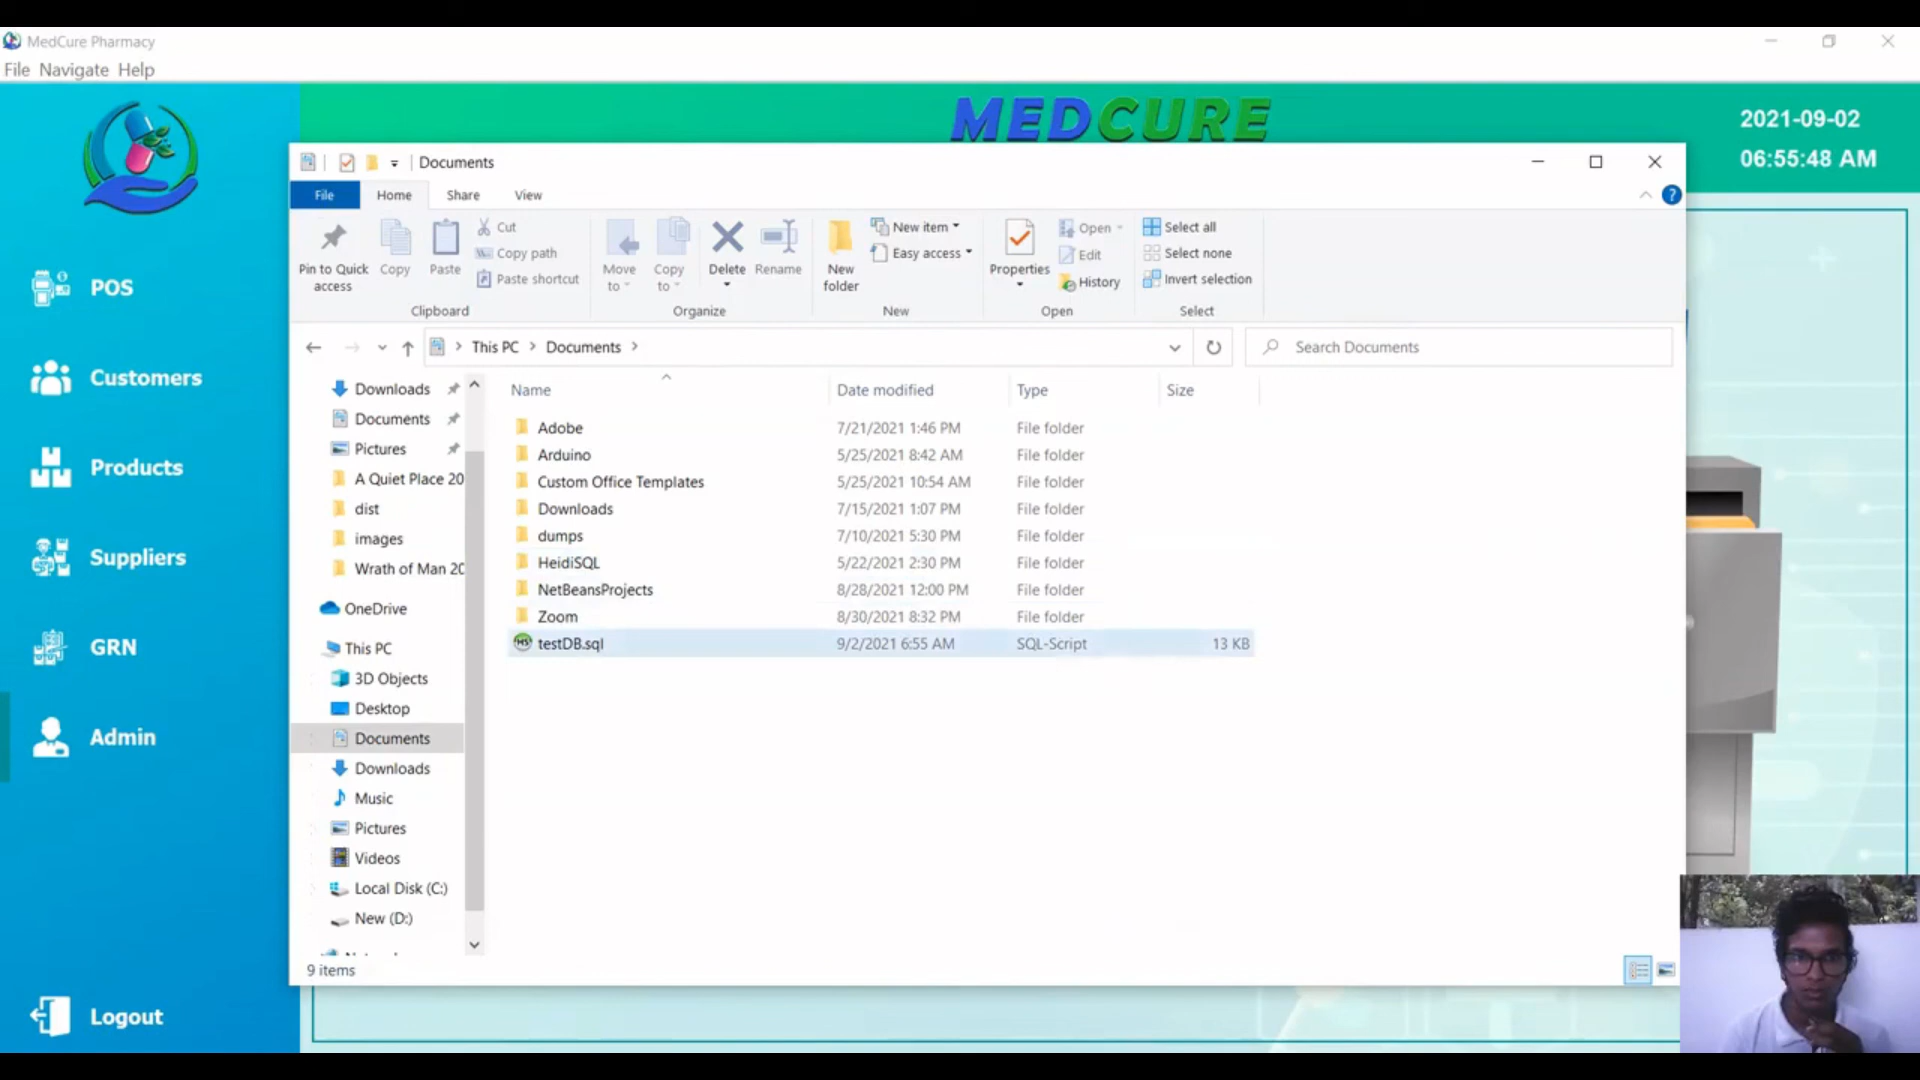 MedCure Pharmacy
File Navigate Help
MEDCURE
2021-09-02
06:55:48 AM
POS
Customers
Products
Suppliers
GRN
Admin
Logout
Documents
File Home Share View
Pin to Quick access
Copy
Paste
Cut
Copy path
Paste shortcut
Clipboard
Move to
Copy to
Delete
Rename
Organize
New folder
New item
Easy access
New
Properties
Open
Edit
History
Open
Select all
Select none
Invert selection
Select
This PC > Documents >
Search Documents
Downloads
Documents
Pictures
A Quiet Place 20
dist
images
Wrath of Man 20
OneDrive
This PC
3D Objects
Desktop
Documents
Downloads
Music
Pictures
Videos
Local Disk (C:)
New (D:)
Name Date modified Type Size
Adobe 7/21/2021 1:46 PM File folder
Arduino 5/25/2021 8:42 AM File folder
Custom Office Templates 5/25/2021 10:54 AM File folder
Downloads 7/15/2021 1:07 PM File folder
dumps 7/10/2021 5:30 PM File folder
HeidiSQL 5/22/2021 2:30 PM File folder
NetBeansProjects 8/28/2021 12:00 PM File folder
Zoom 8/30/2021 8:32 PM File folder
testDB.sql 9/2/2021 6:55 AM SQL-Script 13 KB
9 items